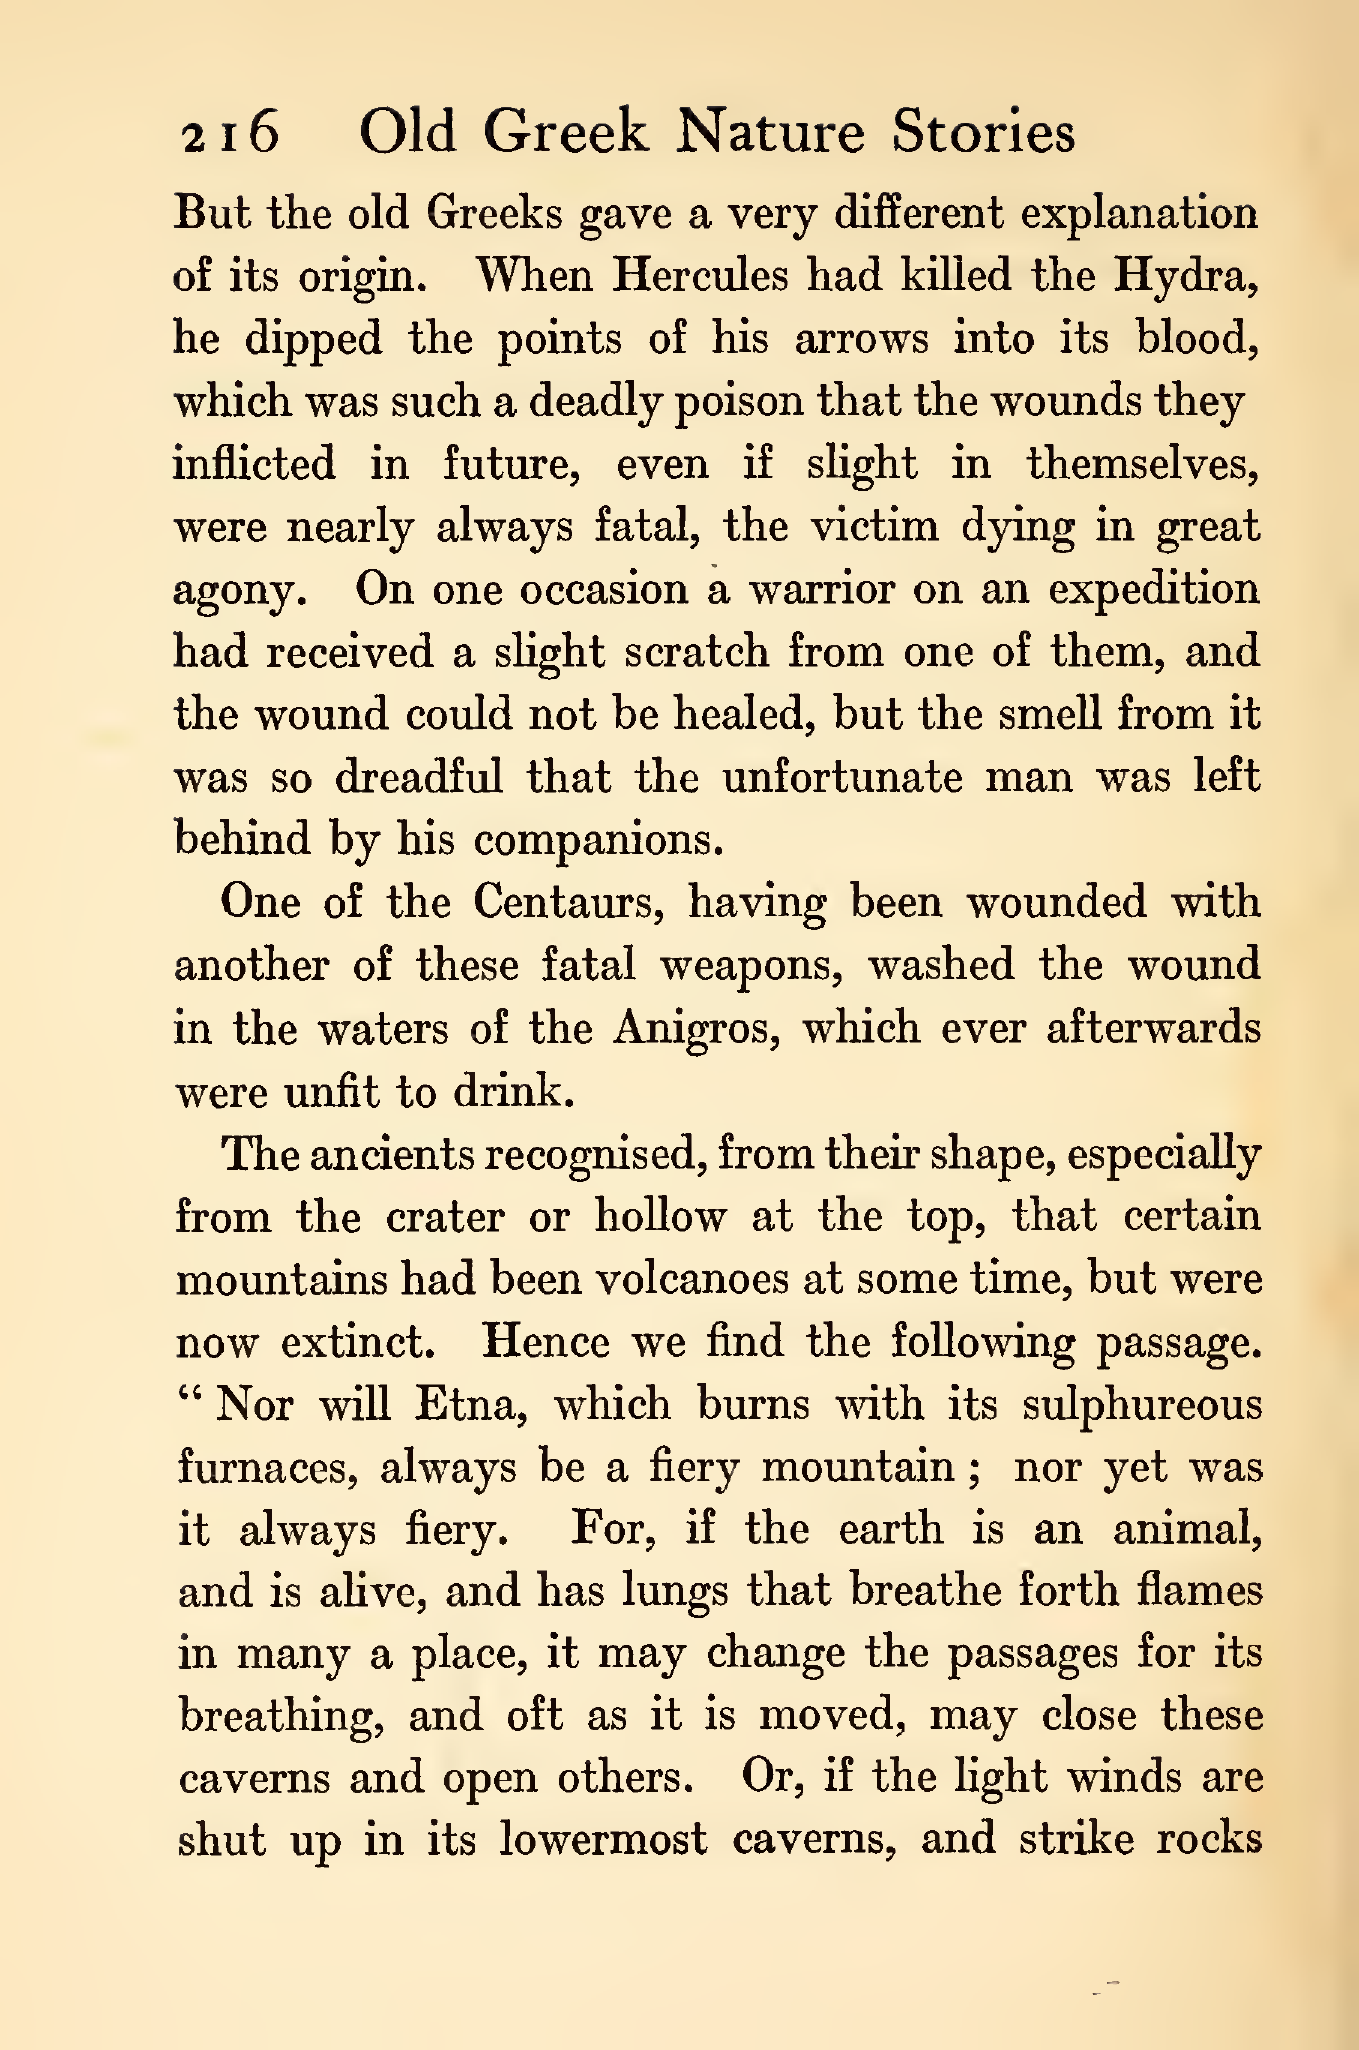 216 Old Greek Nature Stories
But the old Greeks gave a very different explanation
of its origin. When Hercules had killed the Hydra,
he dipped the points of his arrows into its blood,
which was such a deadly poison that the wounds they
inflicted in future, even if slight in themselves,
were nearly always fatal, the victim dying in great
agony. On one occasion a warrior on an expedition
had received a slight scratch from one of them, and
the wound could not be healed, but the smell from it
was so dreadful that the unfortunate man was left
behind by his companions.
One of the Centaurs, having been wounded with
another of these fatal weapons, washed the wound
in the waters of the Anigros, which ever afterwards
were unfit to drink.
The ancients recognised, from their shape, especially
from the crater or hollow at the top, that certain
mountains had been volcanoes at some time, but were
now extinct. Hence we find the following passage.
“ Nor will Etna, which burns with its sulphureous
furnaces, always be a fiery mountain ; nor yet was
it always fiery. For, if the earth is an animal,
and is alive, and has lungs that breathe forth flames
in many a place, it may change the passages for its
breathing, and oft as it is moved, may close these
caverns and open others. Or, if the light winds are
shut up in its lowermost caverns, and strike rocks